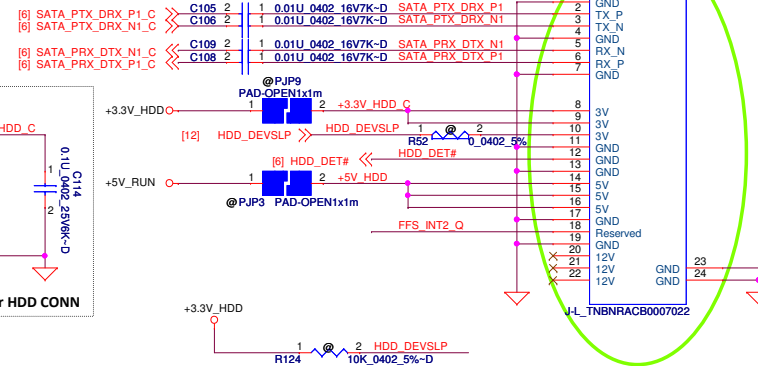 GND
[6] SATA_PTX_DRX_P1_C C105 2 1 0.01U_0402_16V7K~D SATA_PTX_DRX_P1 2 TX_P
[6] SATA_PTX_DRX_N1_C C106 2 1 0.01U_0402_16V7K~D SATA_PTX_DRX_N1 3 TX_N
4 GND
[6] SATA_PRX_DTX_N1_C C109 2 1 0.01U_0402_16V7K~D SATA_PRX_DTX_N1 5 RX_N
[6] SATA_PRX_DTX_P1_C C108 2 1 0.01U_0402_16V7K~D SATA_PRX_DTX_P1 6 RX_P
7 GND
@PJP9
PAD-OPEN1x1m
+3.3V_HDD 1 2 +3.3V_HDD_C 8 3V
9 3V
[12] HDD_DEVSLP HDD_DEVSLP 1 @ 2 10 3V
R52 0_0402_5%
11 GND
[6] HDD_DET# HDD_DET# 12 GND
13 GND
+5V_RUN 1 2 +5V_HDD 14 5V
@PJP3 PAD-OPEN1x1m
15 5V
16 5V
17 GND
FFS_INT2_Q 18 Reserved
19 GND
20 12V
21 12V GND 23
22 12V GND 24
J-L_TNBNRACB0007022
HDD_C
1
2
C114
0.1U_0402_25V6K~D
r HDD CONN
+3.3V_HDD
1 @ 2 HDD_DEVSLP
R124 10K_0402_5%~D